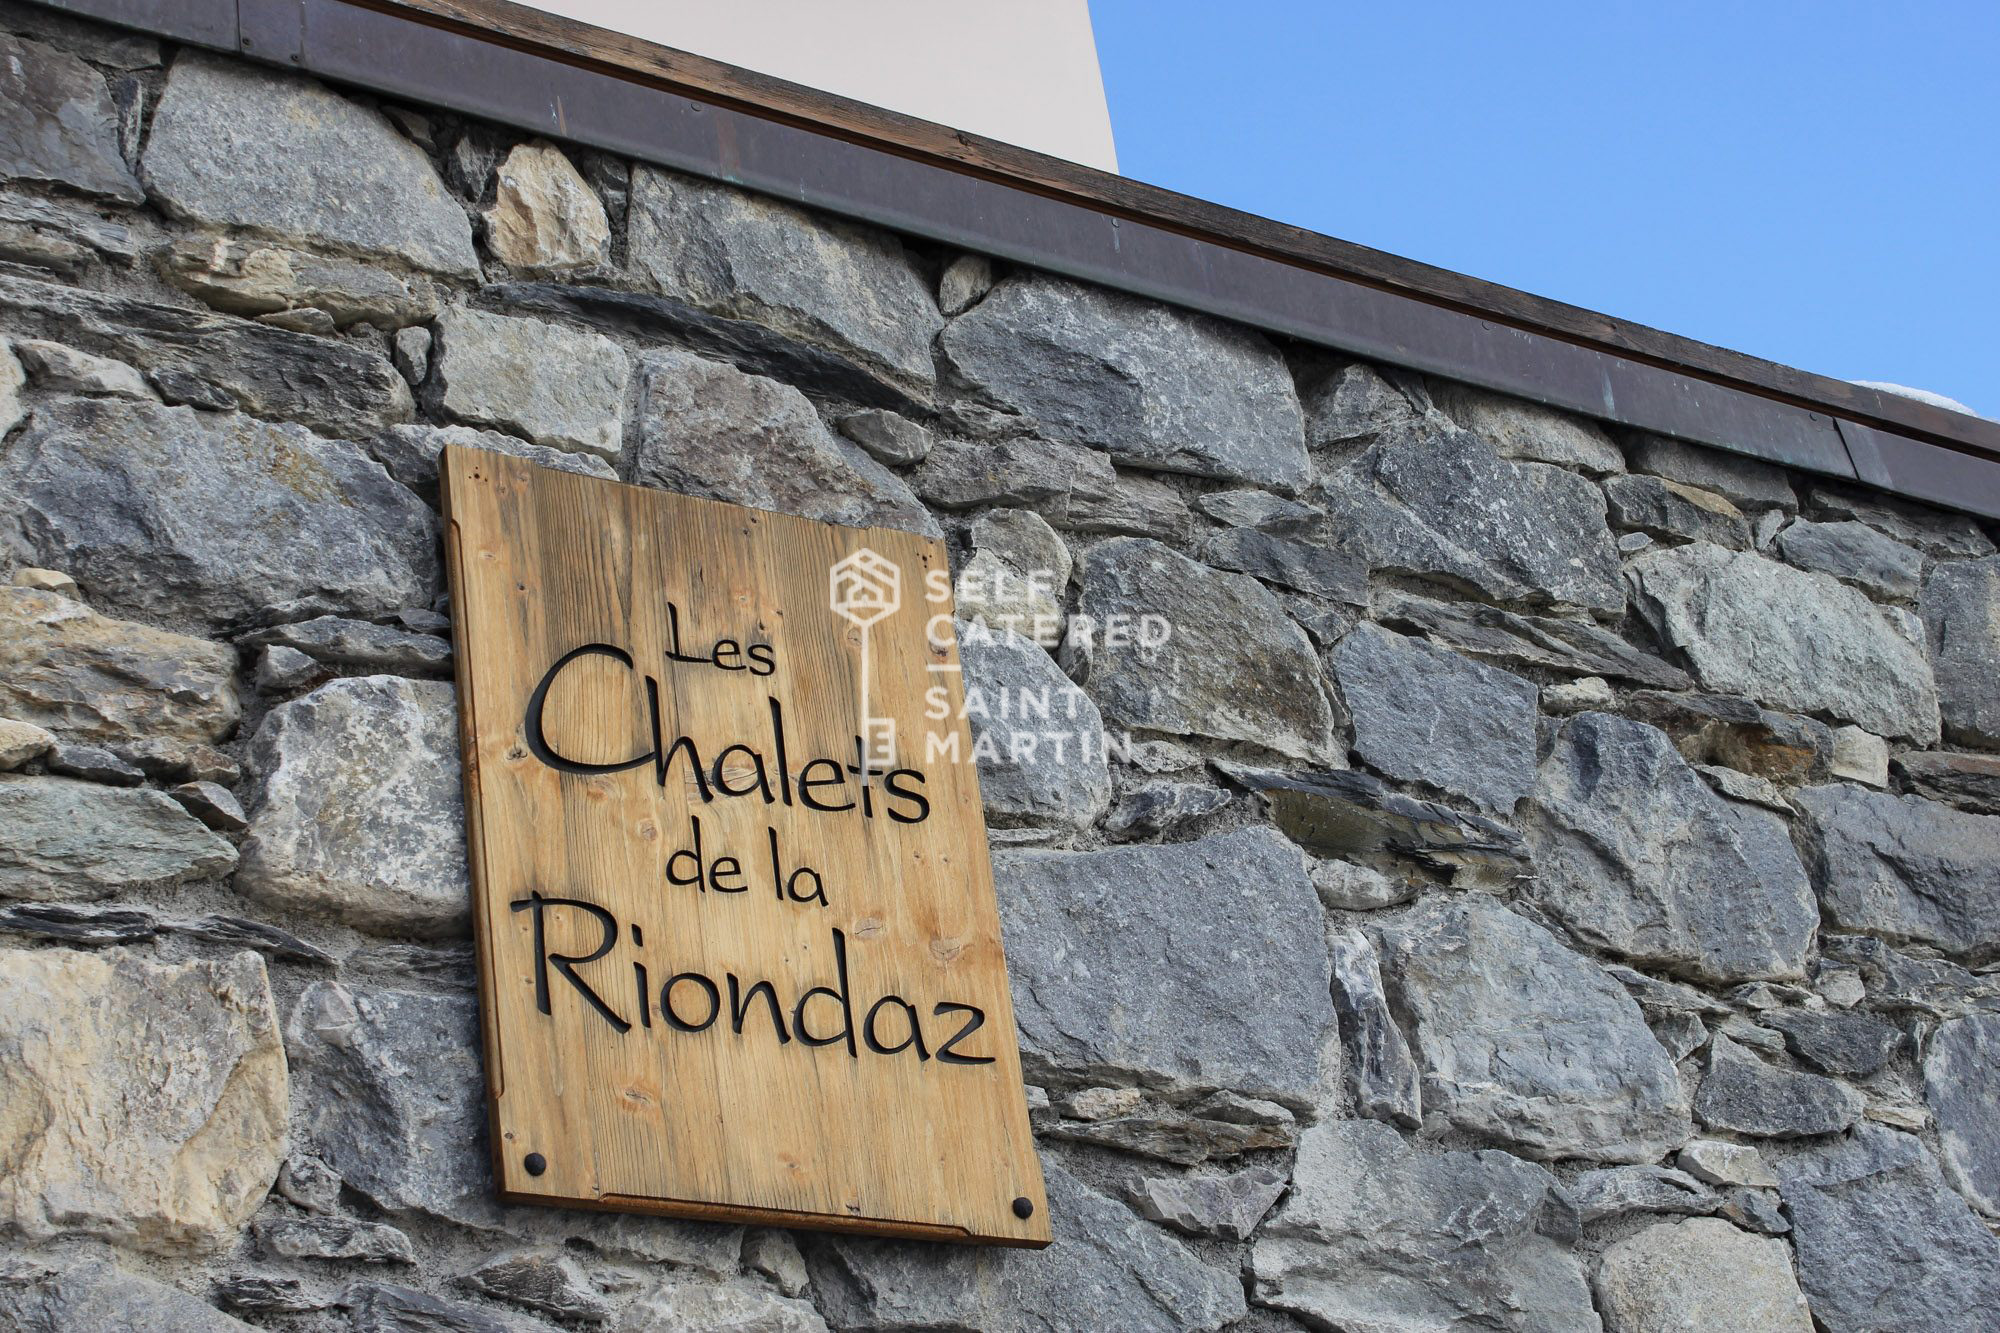 Les
Chalets
de la
Riondaz
SELF
CATERED
SAINT
MARTIN